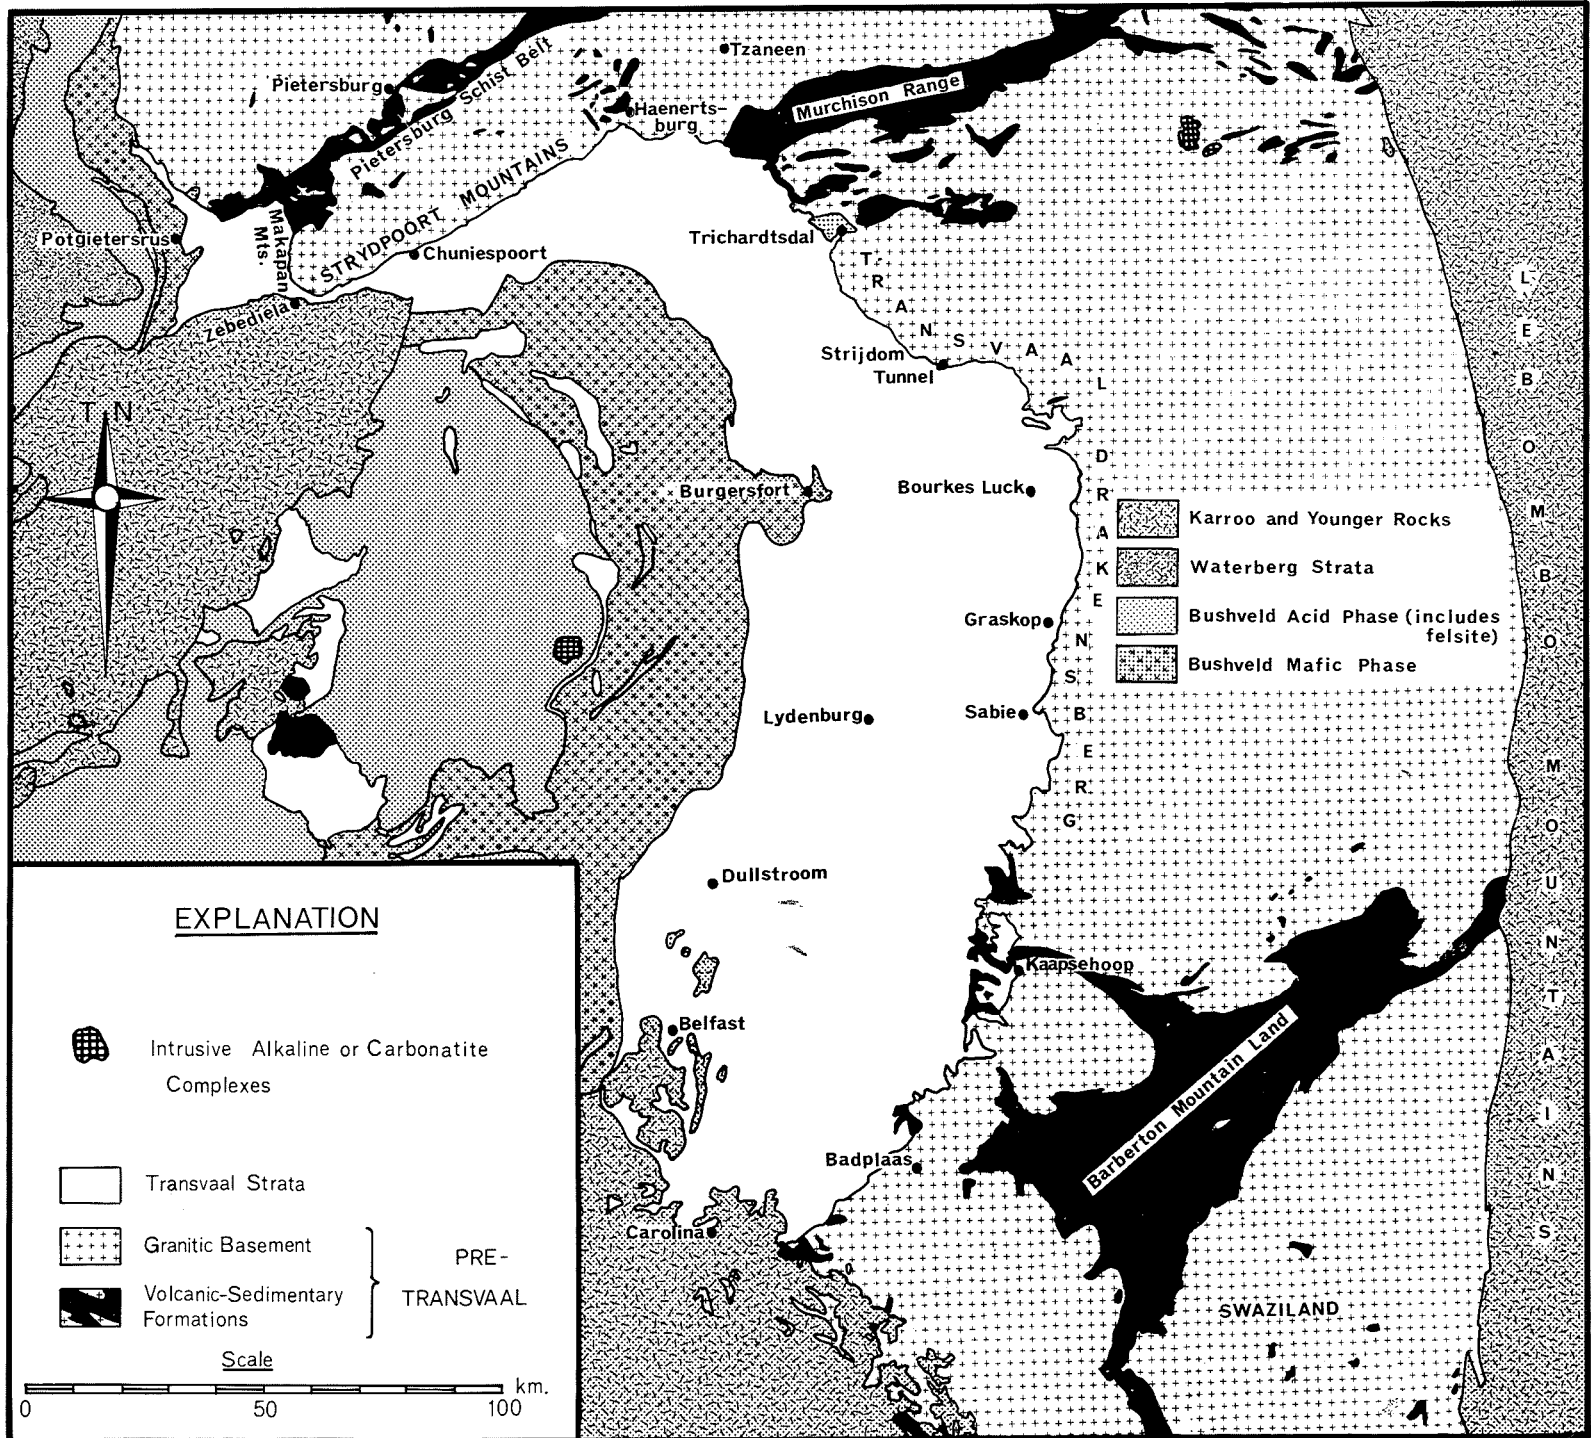 Tzaneen
Pietersburg
Pietersburg Schist Belt
Murchison Range
Haenerts-
burg
STRYDPOORT MOUNTAINS
Makapan
Mts.
Potgietersrus
Trichardtsdal
Chuniespoort
Zebediela
TRANSVAAL DRAKENSBERG
LEBOMBO MOUNTAINS
Strijdom
Tunnel
T N
Burgersfort
Bourkes Luck
Karroo and Younger Rocks
Waterberg Strata
Bushveld Acid Phase (includes
felsite)
Bushveld Mafic Phase
Graskop
Lydenburg
Sabie
Dullstroom
Kaapsehoop
Belfast
Barberton Mountain Land
Badplaas
Carolina
SWAZILAND
EXPLANATION
Intrusive Alkaline or Carbonatite
Complexes
Transvaal Strata
Granitic Basement
Volcanic-Sedimentary
Formations
PRE-
TRANSVAAL
Scale
km.
0 50 100